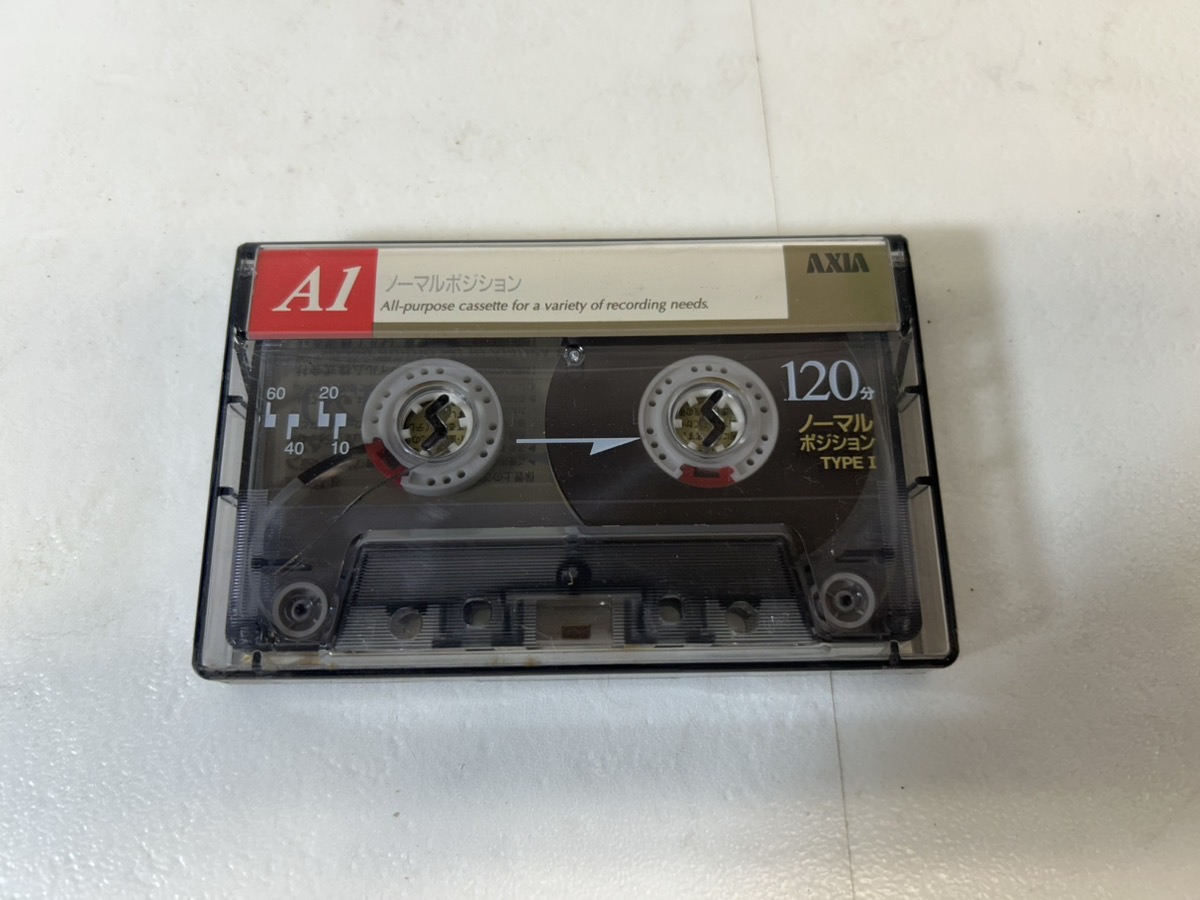 A1
ノーマルポジション
All-purpose cassette for a variety of recording needs.
AXIA
60 20
40 10
120分
ノーマル
ポジション
TYPE I